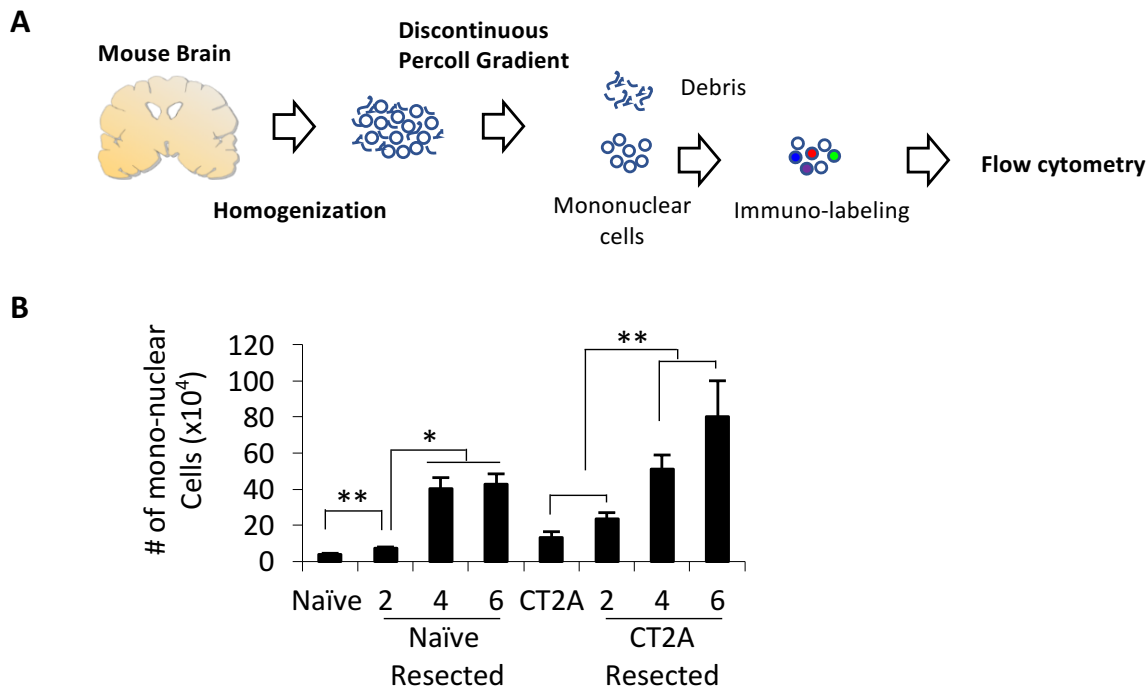 A
Mouse Brain
Discontinuous
Percoll Gradient
Debris
Homogenization
Mononuclear
cells
Immuno-labeling
Flow cytometry
B
# of mono-nuclear
Cells (x10⁴)
120
100
80
60
40
20
0
**
*
**
Naïve 2 4 6 CT2A 2 4 6
Naïve
Resected
CT2A
Resected